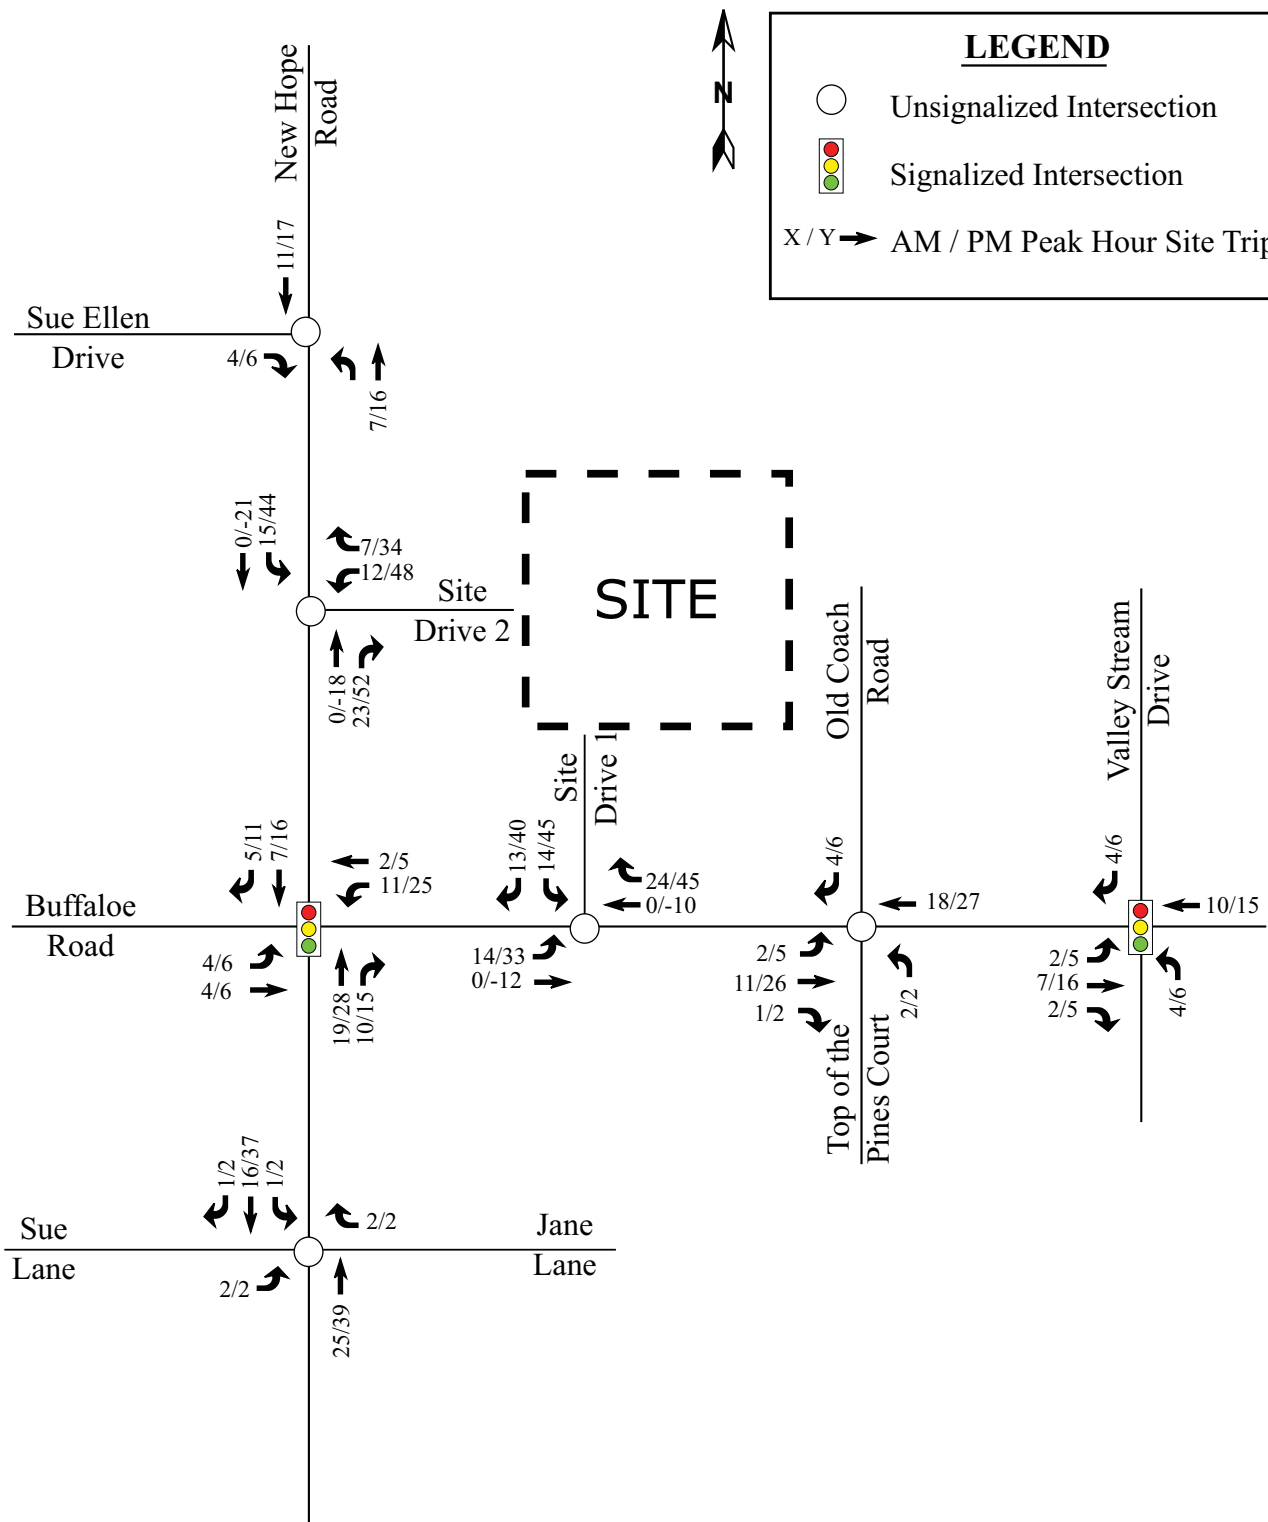 LEGEND
Unsignalized Intersection
Signalized Intersection
X / Y AM / PM Peak Hour Site Trip
N
New Hope
Road
11/17
Sue Ellen
Drive
4/6
7/16
0/-21
15/44
7/34
12/48
Site
Drive 2
0/-18
23/52
SITE
Site
Drive 1
Old Coach
Road
Valley Stream
Drive
5/11
7/16
2/5
11/25
Buffaloe
Road
4/6
4/6
19/28
10/15
13/40
14/45
24/45
0/-10
14/33
0/-12
4/6
18/27
2/5
11/26
1/2
2/2
Top of the
Pines Court
4/6
10/15
2/5
7/16
2/5
4/6
1/2
16/37
1/2
2/2
Sue
Lane
Jane
Lane
2/2
25/39